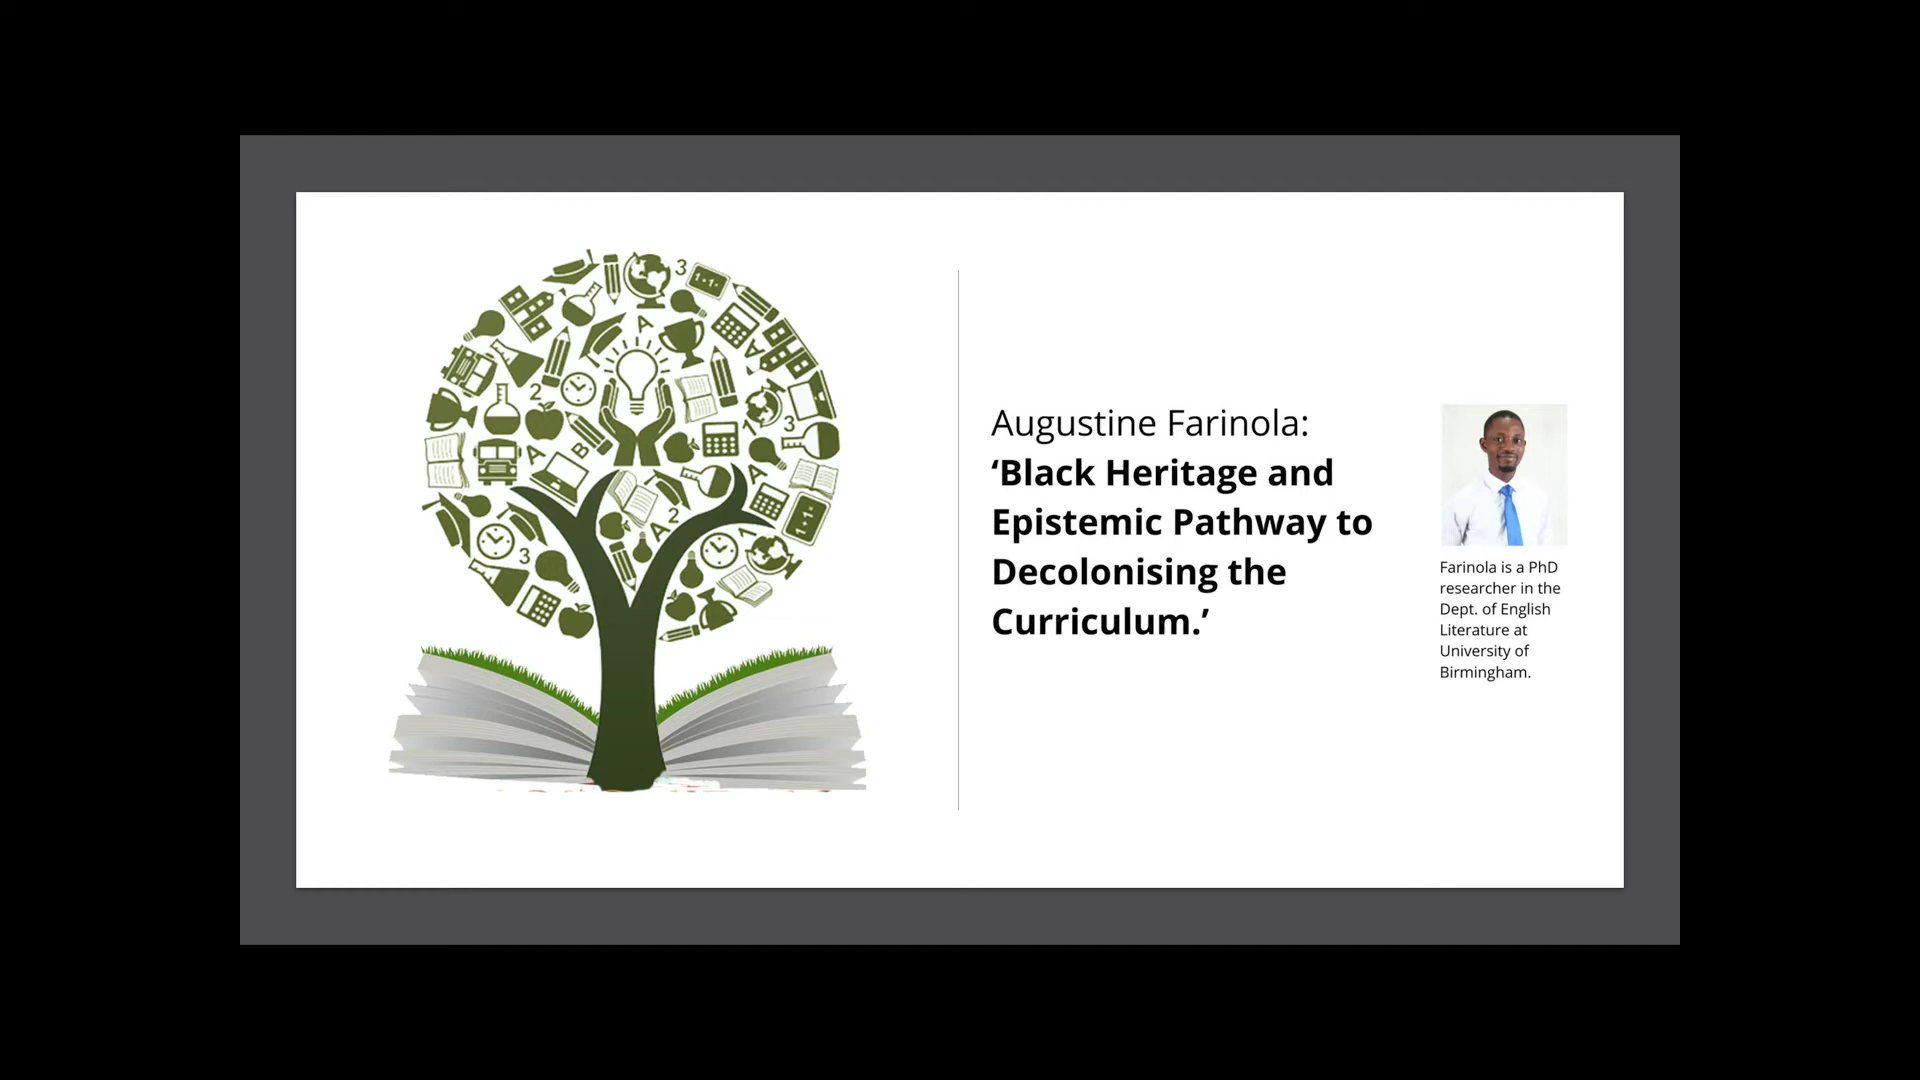 Augustine Farinola:
‘Black Heritage and
Epistemic Pathway to
Decolonising the
Curriculum.’
Farinola is a PhD
researcher in the
Dept. of English
Literature at
University of
Birmingham.